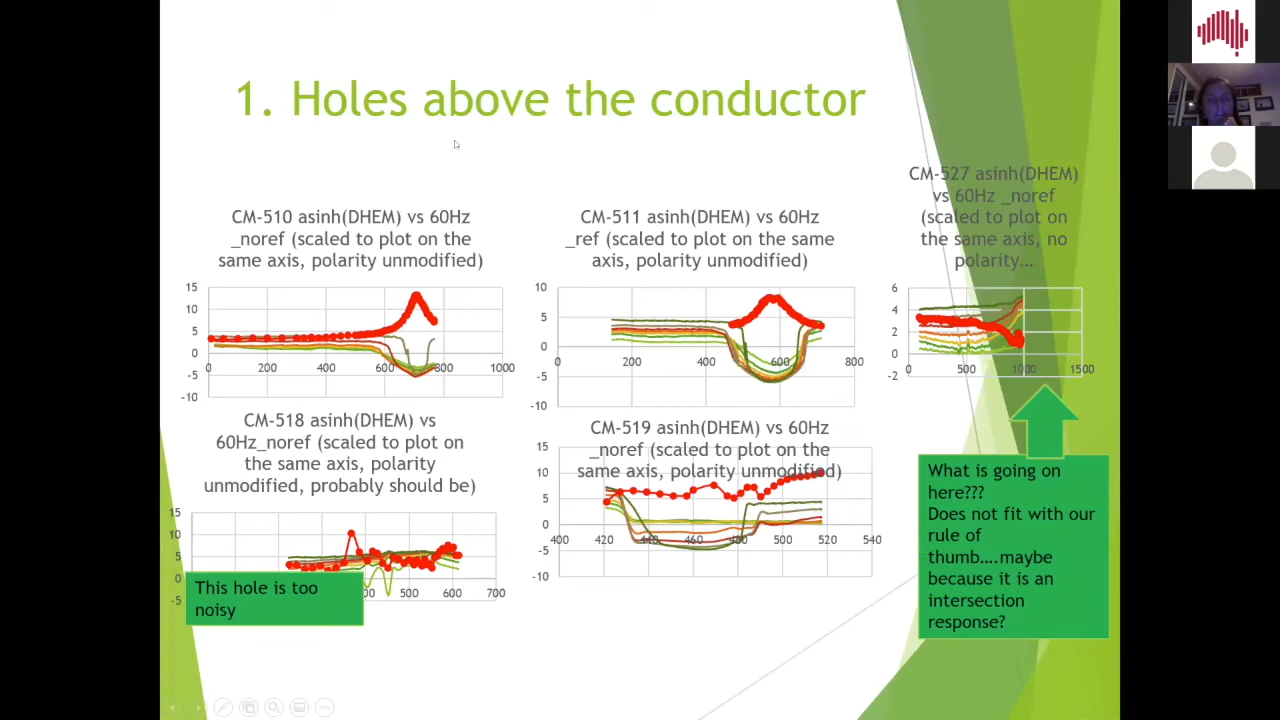 1. Holes above the conductor
CM-510 asinh(DHEM) vs 60Hz
_noref (scaled to plot on the
same axis, polarity unmodified)
15
10
5
0
-5
-10
0
200
400
600
800
1000
CM-511 asinh(DHEM) vs 60Hz
_ref (scaled to plot on the same
axis, polarity unmodified)
10
5
0
-5
-10
0
200
400
600
800
CM-527 asinh(DHEM)
vs 60Hz _noref
(scaled to plot on
the same axis, no
polarity…
6
4
2
0
-2
0
500
1000
1500
CM-518 asinh(DHEM) vs
60Hz_noref (scaled to plot on
the same axis, polarity
unmodified, probably should be)
15
10
5
0
-5
500
600
700
This hole is too
noisy
CM-519 asinh(DHEM) vs 60Hz
_noref (scaled to plot on the
same axis, polarity unmodified)
15
10
5
0
-5
-10
400
420
440
460
480
500
520
540
What is going on
here???
Does not fit with our
rule of
thumb….maybe
because it is an
intersection
response?